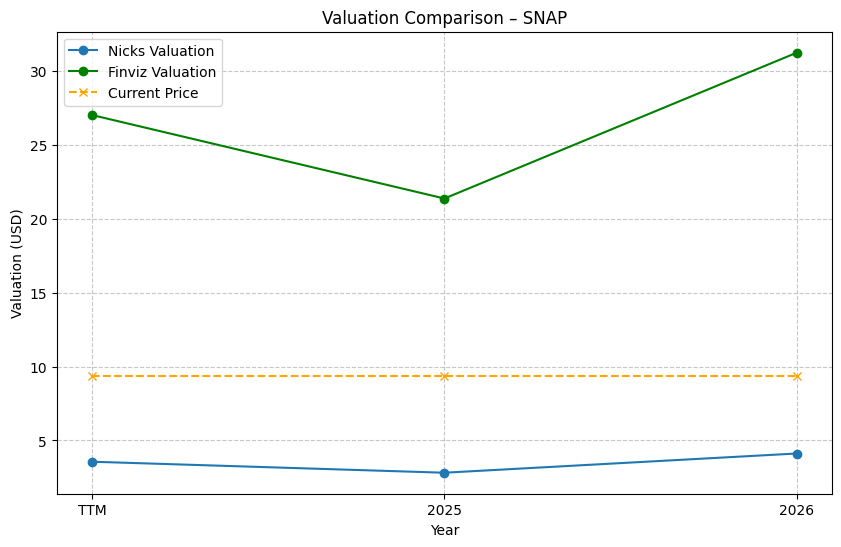 Valuation Comparison – SNAP
Nicks Valuation
Finviz Valuation
Current Price
Valuation (USD)
30
25
20
15
10
5
TTM
2025
2026
Year